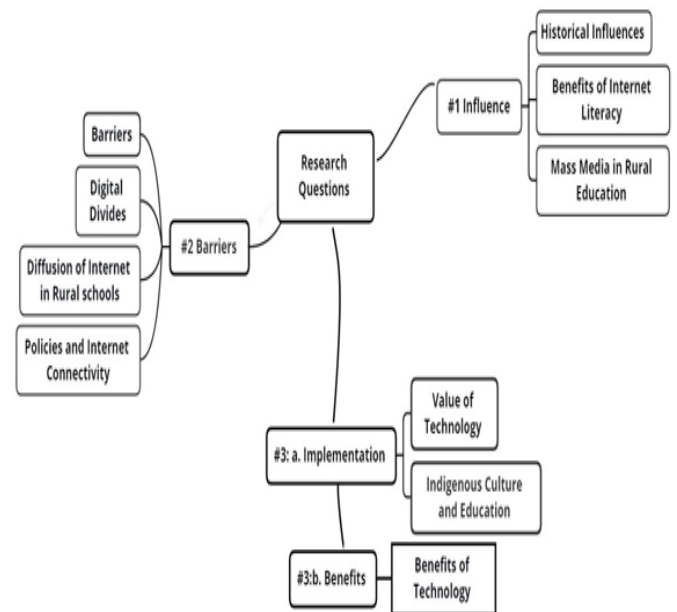 Research
Questions
#1 Influence
Historical Influences
Benefits of Internet
Literacy
Mass Media in Rural
Education
#2 Barriers
Barriers
Digital
Divides
Diffusion of Internet
in Rural schools
Policies and Internet
Connectivity
#3: a. Implementation
Value of
Technology
Indigenous Culture
and Education
#3:b. Benefits
Benefits of
Technology